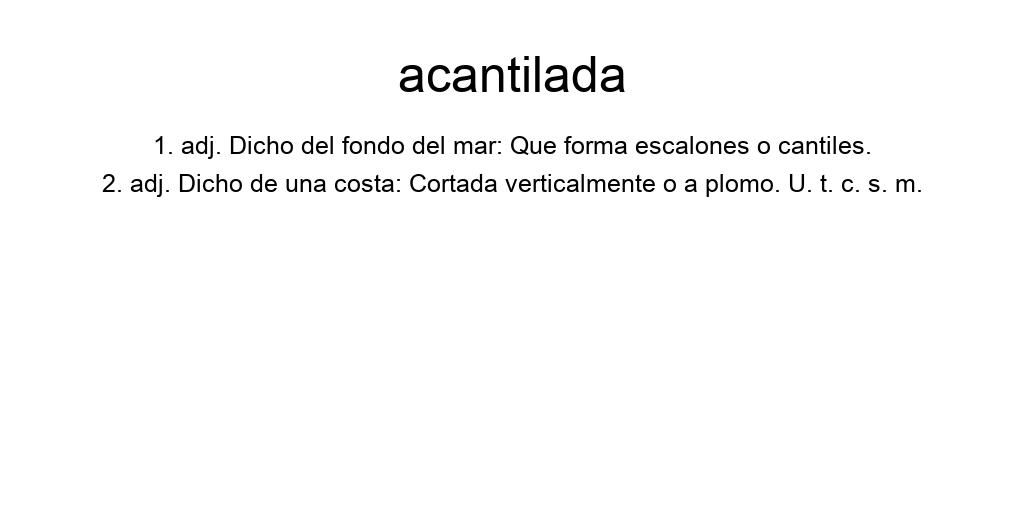 acantilada
1. adj. Dicho del fondo del mar: Que forma escalones o cantiles.
2. adj. Dicho de una costa: Cortada verticalmente o a plomo. U. t. c. s. m.